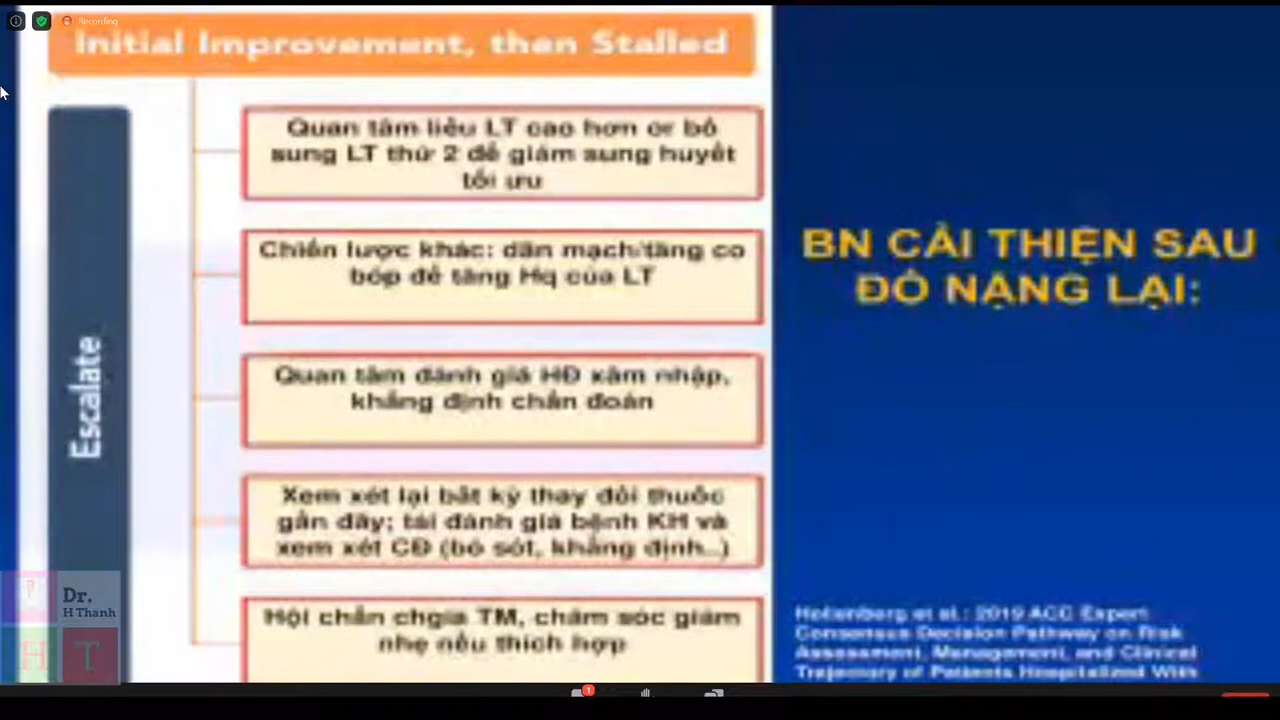 Recording
Initial Improvement, then Stalled
Escalate
Quan tâm liều LT cao hơn or bổ
sung LT thứ 2 để giảm sung huyết
tối ưu
Chiến lược khác: dãn mạch/tăng co
bóp để tăng Hq của LT
Quan tâm đánh giá HĐ xâm nhập,
khẳng định chẩn đoán
Xem xét lại bất kỳ thay đổi thuốc
gần đây; tái đánh giá bệnh KH và
xem xét CĐ (bỏ sót, khẳng định..)
Hội chẩn chgia TM, chăm sóc giảm
nhẹ nếu thích hợp
BN CẢI THIỆN SAU
ĐÓ NẶNG LẠI:
Hollenberg et al.: 2019 ACC Expert
Consensus Decision Pathway on Risk
Assessment, Management, and Clinical
Trajectory of Patients Hospitalized With
Dr.
H Thanh
H T
1